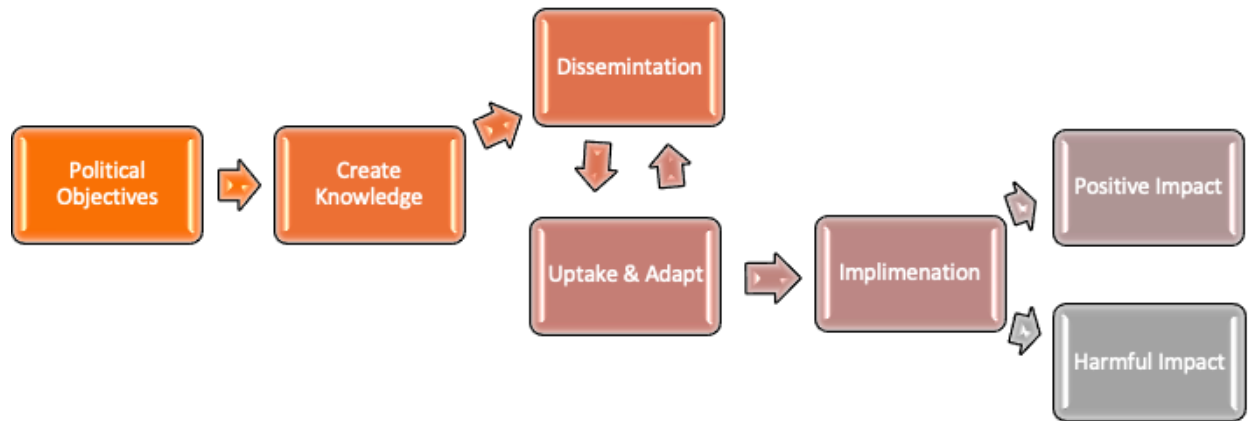 Political
Objectives
Create
Knowledge
Dissemintation
Uptake & Adapt
Implimenation
Positive Impact
Harmful Impact